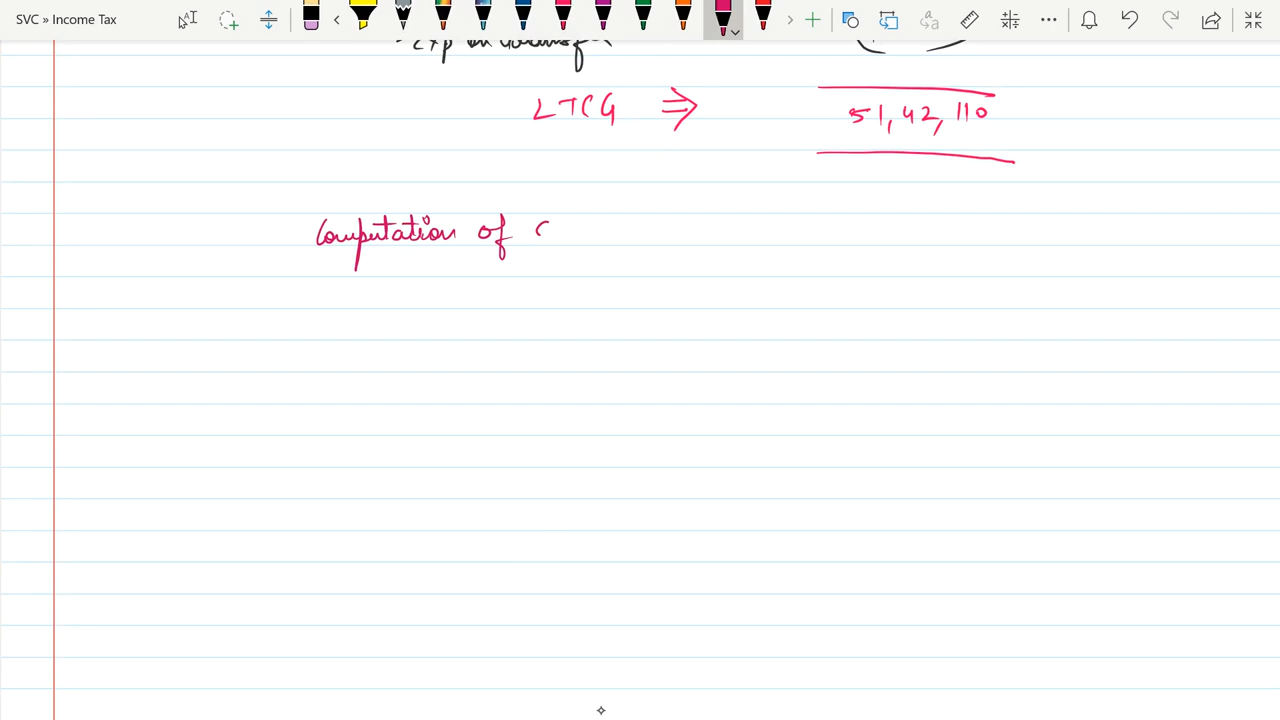 SVC » Income Tax
LTCG ⇒ 51,42,110
Computation of C